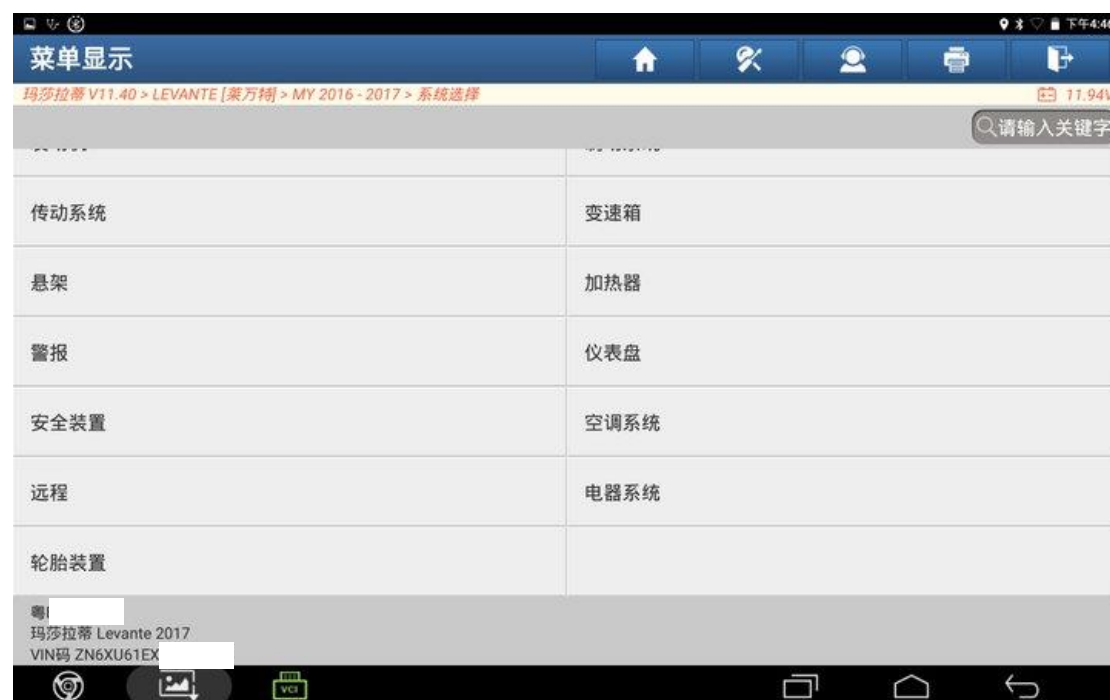 下午4:4
菜单显示
玛莎拉蒂 V11.40 > LEVANTE [莱万特] > MY 2016 - 2017 > 系统选择
11.94V
请输入关键字
传动系统
变速箱
悬架
加热器
警报
仪表盘
安全装置
空调系统
远程
电器系统
轮胎装置
粤
玛莎拉蒂 Levante 2017
VIN码 ZN6XU61EX
VCI